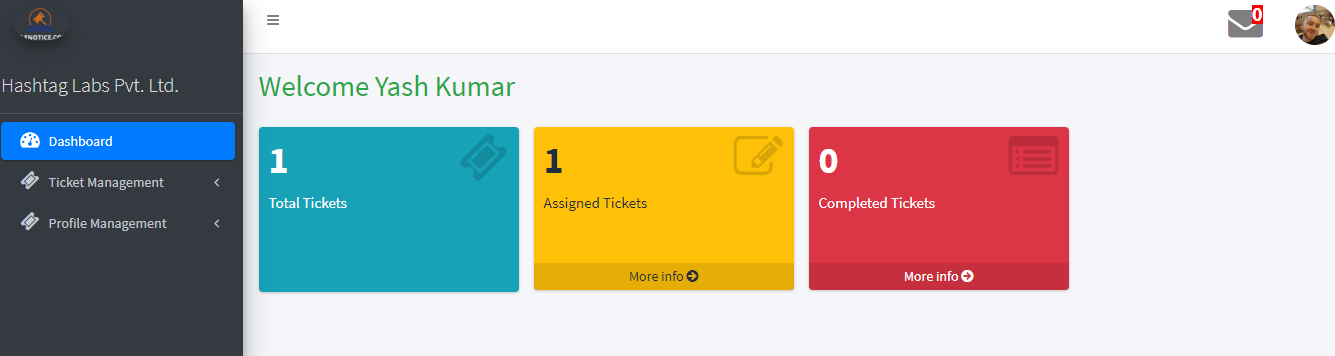 0
Hashtag Labs Pvt. Ltd.
Welcome Yash Kumar
Dashboard
Ticket Management
Profile Management
1
Total Tickets
1
Assigned Tickets
More info
0
Completed Tickets
More info